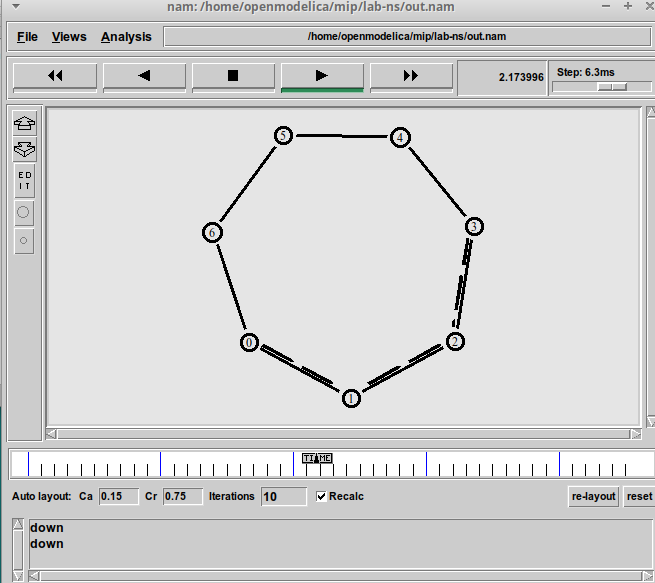 nam: /home/openmodelica/mip/lab-ns/out.nam
File Views Analysis /home/openmodelica/mip/lab-ns/out.nam
2.173996 Step: 6.3ms
5 4
ED
IT
6 3
0 2
1
TIME
Auto layout: Ca 0.15 Cr 0.75 Iterations 10 Recalc re-layout reset
down
down